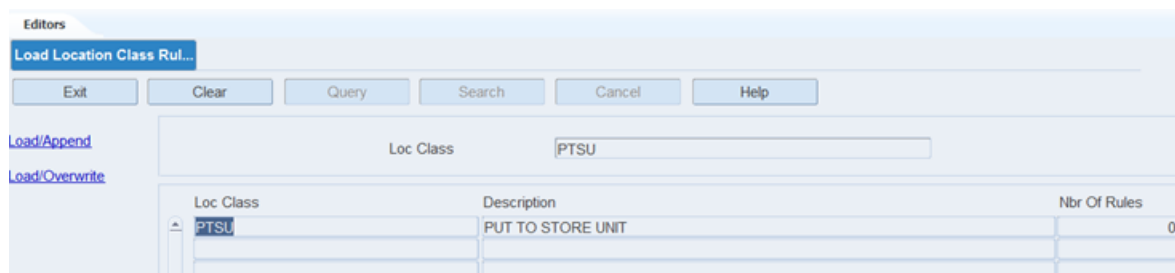 Editors
Load Location Class Rul...
Exit Clear Query Search Cancel Help
Load/Append
Loc Class PTSU
Load/Overwrite
Loc Class Description Nbr Of Rules
PTSU PUT TO STORE UNIT 0